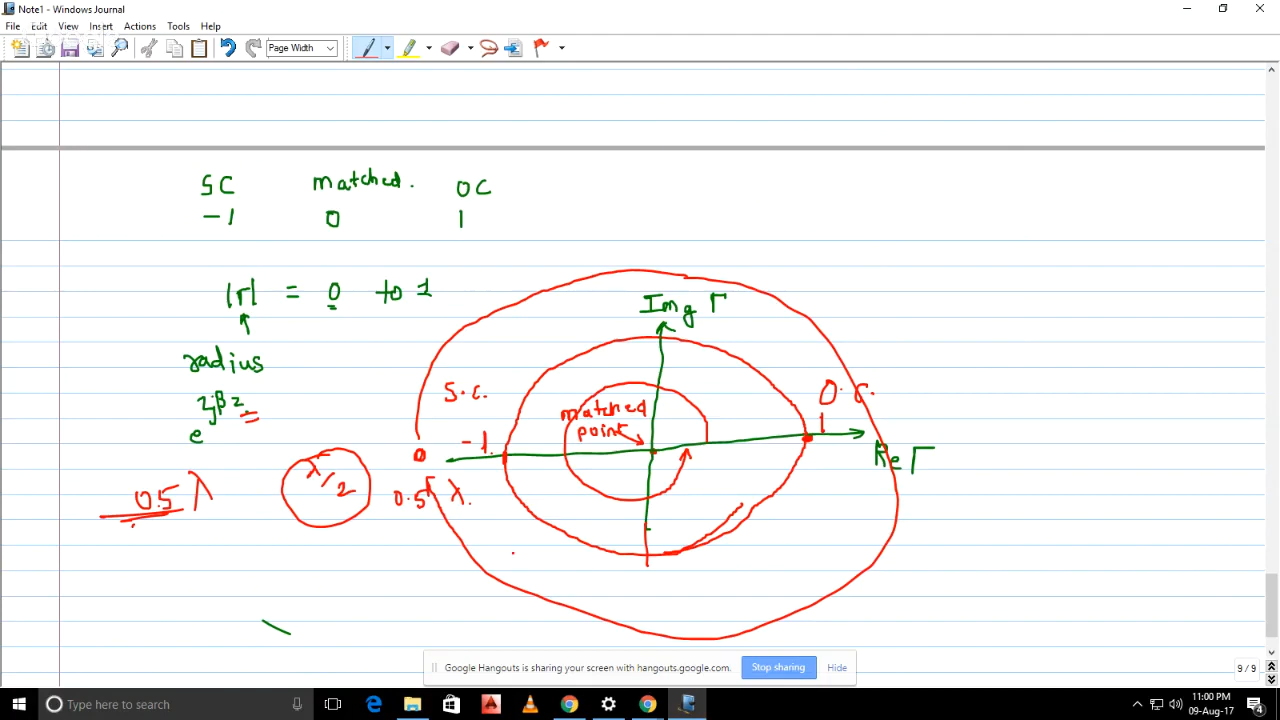 Note1 - Windows Journal
File Edit View Insert Actions Tools Help
Page Width
SC matched. OC
-1 0 1
|Γ| = 0 to 1
radius
2jβz
e
0.5 λ
λ/2
Img Γ
S.C.
O.C.
matched
point
-1.
1
Re Γ
0
0.5 λ.
Google Hangouts is sharing your screen with hangouts.google.com. Stop sharing Hide
9 / 9
Type here to search
11:00 PM
09-Aug-17
4